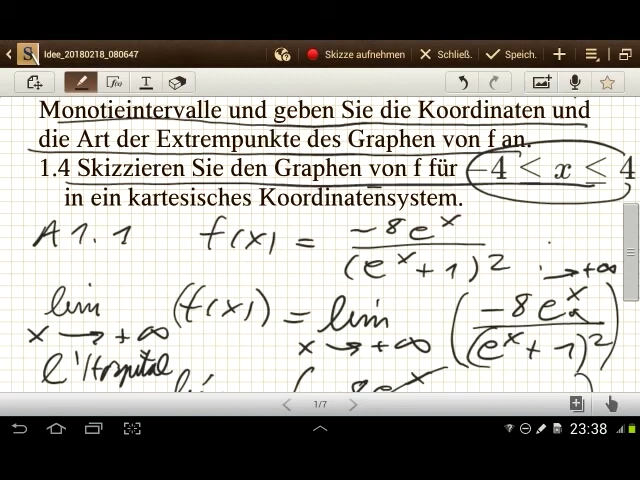 Idee_20180218_080647
Skizze aufnehmen
Schließ.
Speich.
f(x)
T
Monotieintervalle und geben Sie die Koordinaten und
die Art der Extrempunkte des Graphen von f an.
1.4 Skizzieren Sie den Graphen von f für −4 < x < 4
in ein kartesisches Koordinatensystem.
A 1.1 f(x) = −8e^x / (e^x + 1)^2
→ +∞
lim x → +∞ (f(x)) = lim x → +∞ (−8e^x / (e^x + 1)^2)
l'Hospital
1/7
23:38